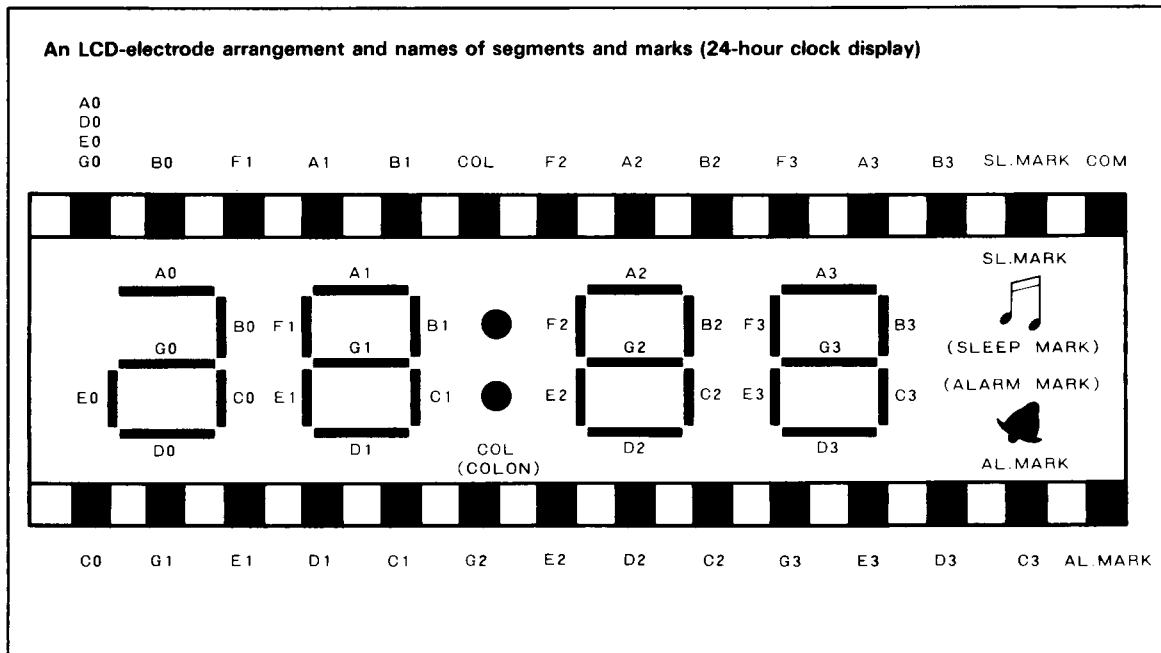 An LCD-electrode arrangement and names of segments and marks (24-hour clock display)
A0
D0
E0
G0 B0 F1 A1 B1 COL F2 A2 B2 F3 A3 B3 SL.MARK COM
A0 A1 A2 A3 SL.MARK
B0 F1 B1 F2 B2 F3 B3
G0 G1 G2 G3 (SLEEP MARK)
E0 C0 E1 C1 E2 C2 E3 C3 (ALARM MARK)
D0 D1 COL D2 D3
(COLON) AL.MARK
C0 G1 E1 D1 C1 G2 E2 D2 C2 G3 E3 D3 C3 AL.MARK